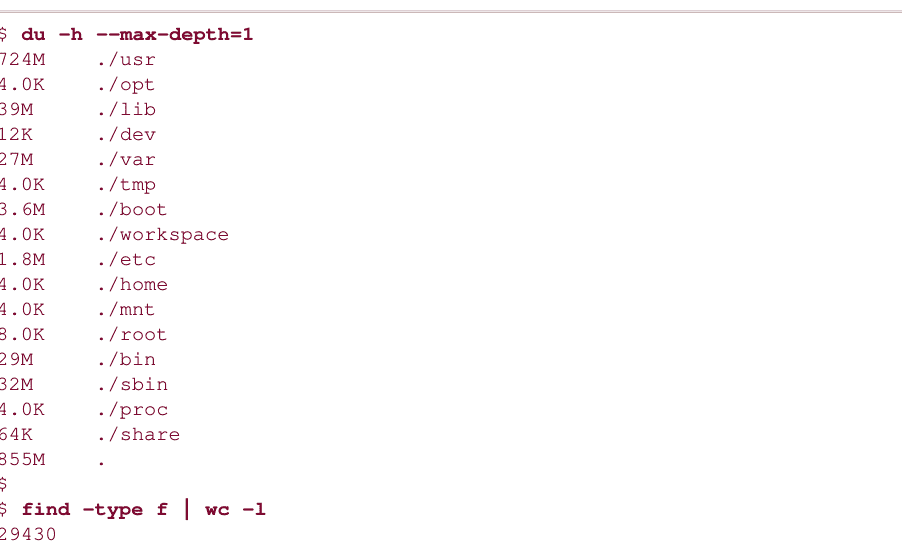 $ du -h --max-depth=1
724M    ./usr
4.0K    ./opt
39M     ./lib
12K     ./dev
27M     ./var
4.0K    ./tmp
3.6M    ./boot
4.0K    ./workspace
1.8M    ./etc
4.0K    ./home
4.0K    ./mnt
8.0K    ./root
29M     ./bin
32M     ./sbin
4.0K    ./proc
64K     ./share
855M    .
$
$ find -type f | wc -l
29430